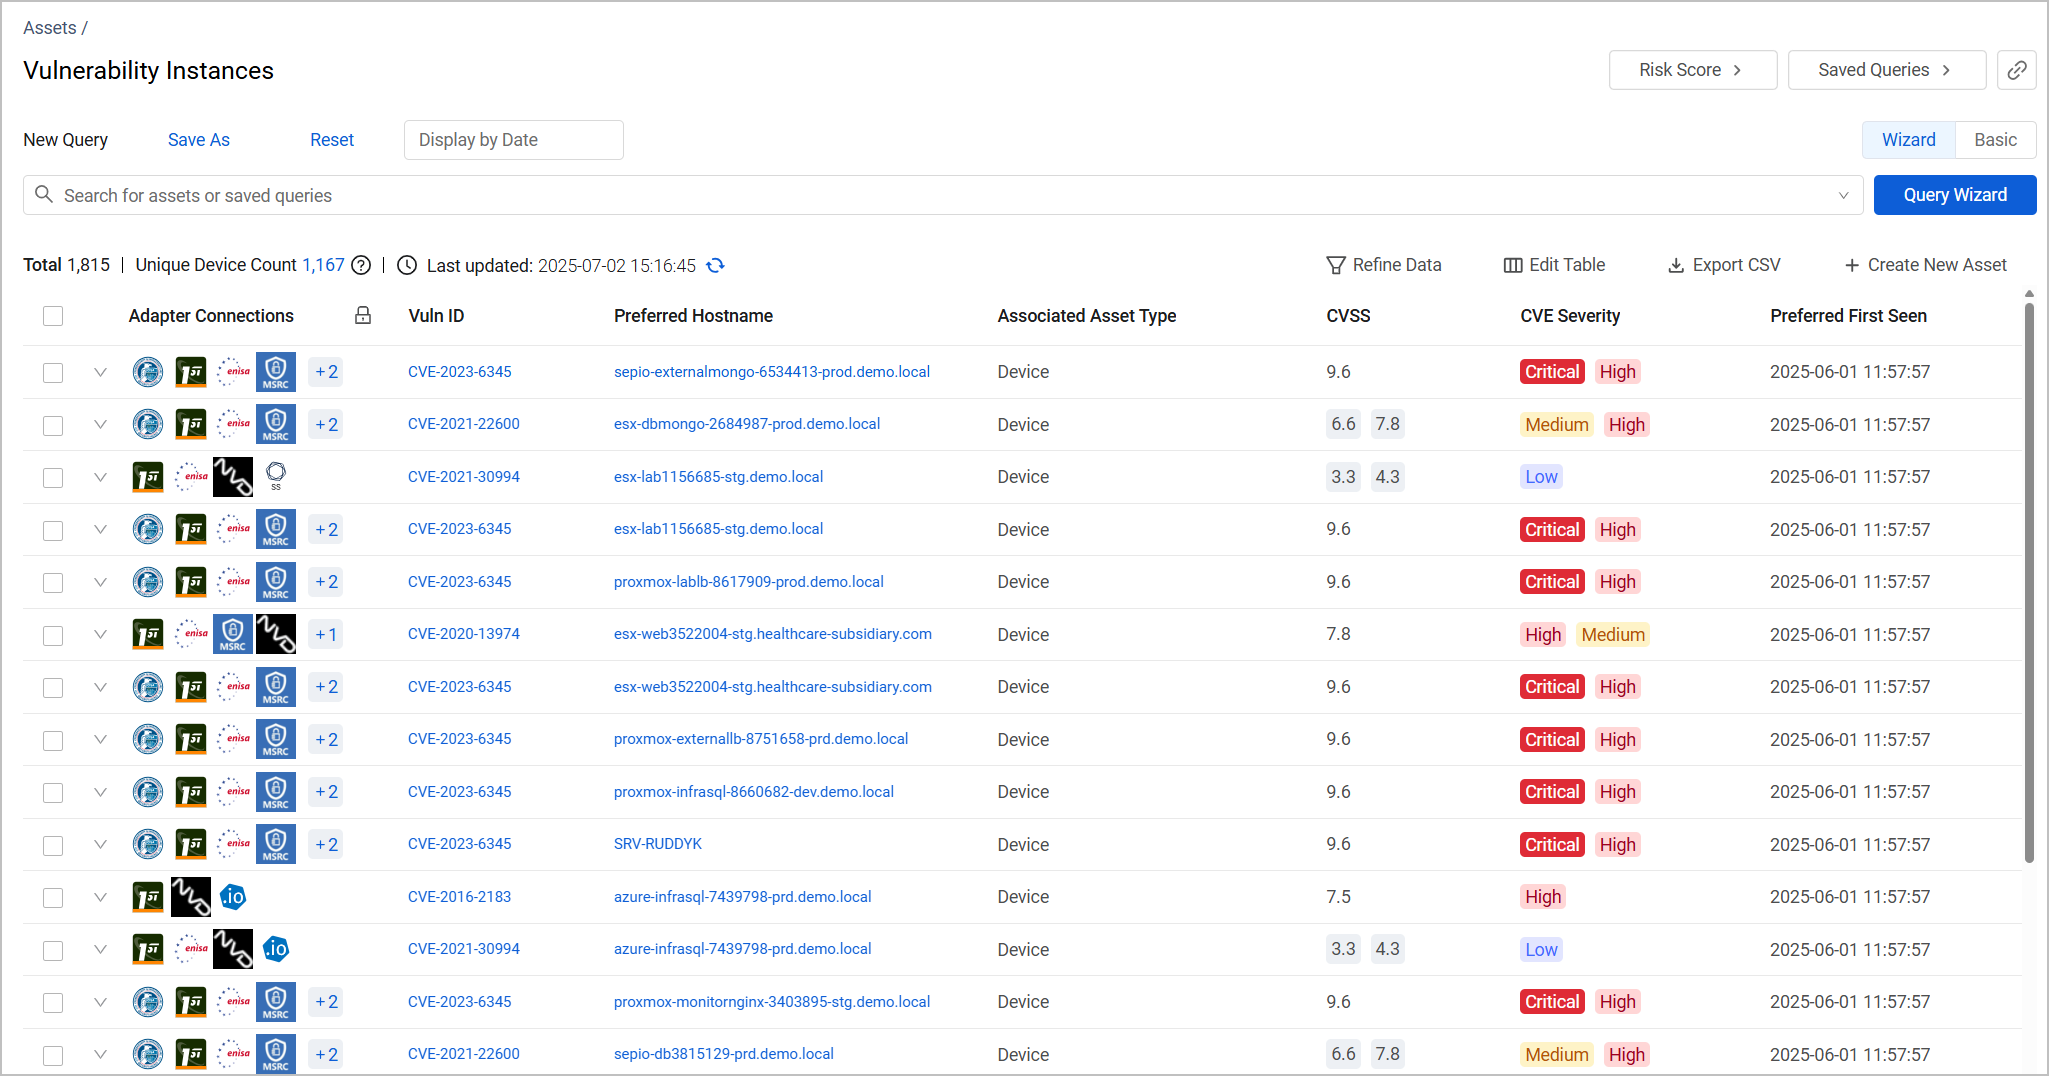 Assets /
Vulnerability Instances
Risk Score
Saved Queries
New Query Save As Reset Display by Date
Wizard Basic
Search for assets or saved queries
Query Wizard
Total 1,815 | Unique Device Count 1,167 ? | Last updated: 2025-07-02 15:16:45
Refine Data Edit Table Export CSV + Create New Asset
Adapter Connections Vuln ID Preferred Hostname Associated Asset Type CVSS CVE Severity Preferred First Seen
1ST enisa MSRC +2 CVE-2023-6345 sepio-externalmongo-6534413-prod.demo.local Device 9.6 Critical High 2025-06-01 11:57:57
1ST enisa MSRC +2 CVE-2021-22600 esx-dbmongo-2684987-prod.demo.local Device 6.6 7.8 Medium High 2025-06-01 11:57:57
1ST enisa NVD SS CVE-2021-30994 esx-lab1156685-stg.demo.local Device 3.3 4.3 Low 2025-06-01 11:57:57
1ST enisa MSRC +2 CVE-2023-6345 esx-lab1156685-stg.demo.local Device 9.6 Critical High 2025-06-01 11:57:57
1ST enisa MSRC +2 CVE-2023-6345 proxmox-lablb-8617909-prod.demo.local Device 9.6 Critical High 2025-06-01 11:57:57
1ST enisa MSRC NVD +1 CVE-2020-13974 esx-web3522004-stg.healthcare-subsidiary.com Device 7.8 High Medium 2025-06-01 11:57:57
1ST enisa MSRC +2 CVE-2023-6345 esx-web3522004-stg.healthcare-subsidiary.com Device 9.6 Critical High 2025-06-01 11:57:57
1ST enisa MSRC +2 CVE-2023-6345 proxmox-externallb-8751658-prd.demo.local Device 9.6 Critical High 2025-06-01 11:57:57
1ST enisa MSRC +2 CVE-2023-6345 proxmox-infrasql-8660682-dev.demo.local Device 9.6 Critical High 2025-06-01 11:57:57
1ST enisa MSRC +2 CVE-2023-6345 SRV-RUDDYK Device 9.6 Critical High 2025-06-01 11:57:57
1ST NVD .io CVE-2016-2183 azure-infrasql-7439798-prd.demo.local Device 7.5 High 2025-06-01 11:57:57
1ST enisa NVD .io CVE-2021-30994 azure-infrasql-7439798-prd.demo.local Device 3.3 4.3 Low 2025-06-01 11:57:57
1ST enisa MSRC +2 CVE-2023-6345 proxmox-monitornginx-3403895-stg.demo.local Device 9.6 Critical High 2025-06-01 11:57:57
1ST enisa MSRC +2 CVE-2021-22600 sepio-db3815129-prd.demo.local Device 6.6 7.8 Medium High 2025-06-01 11:57:57